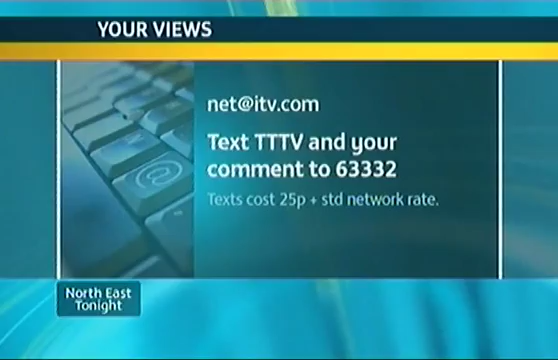 YOUR VIEWS
net@itv.com
Text TTTV and your
comment to 63332
Texts cost 25p + std network rate.
North East
Tonight